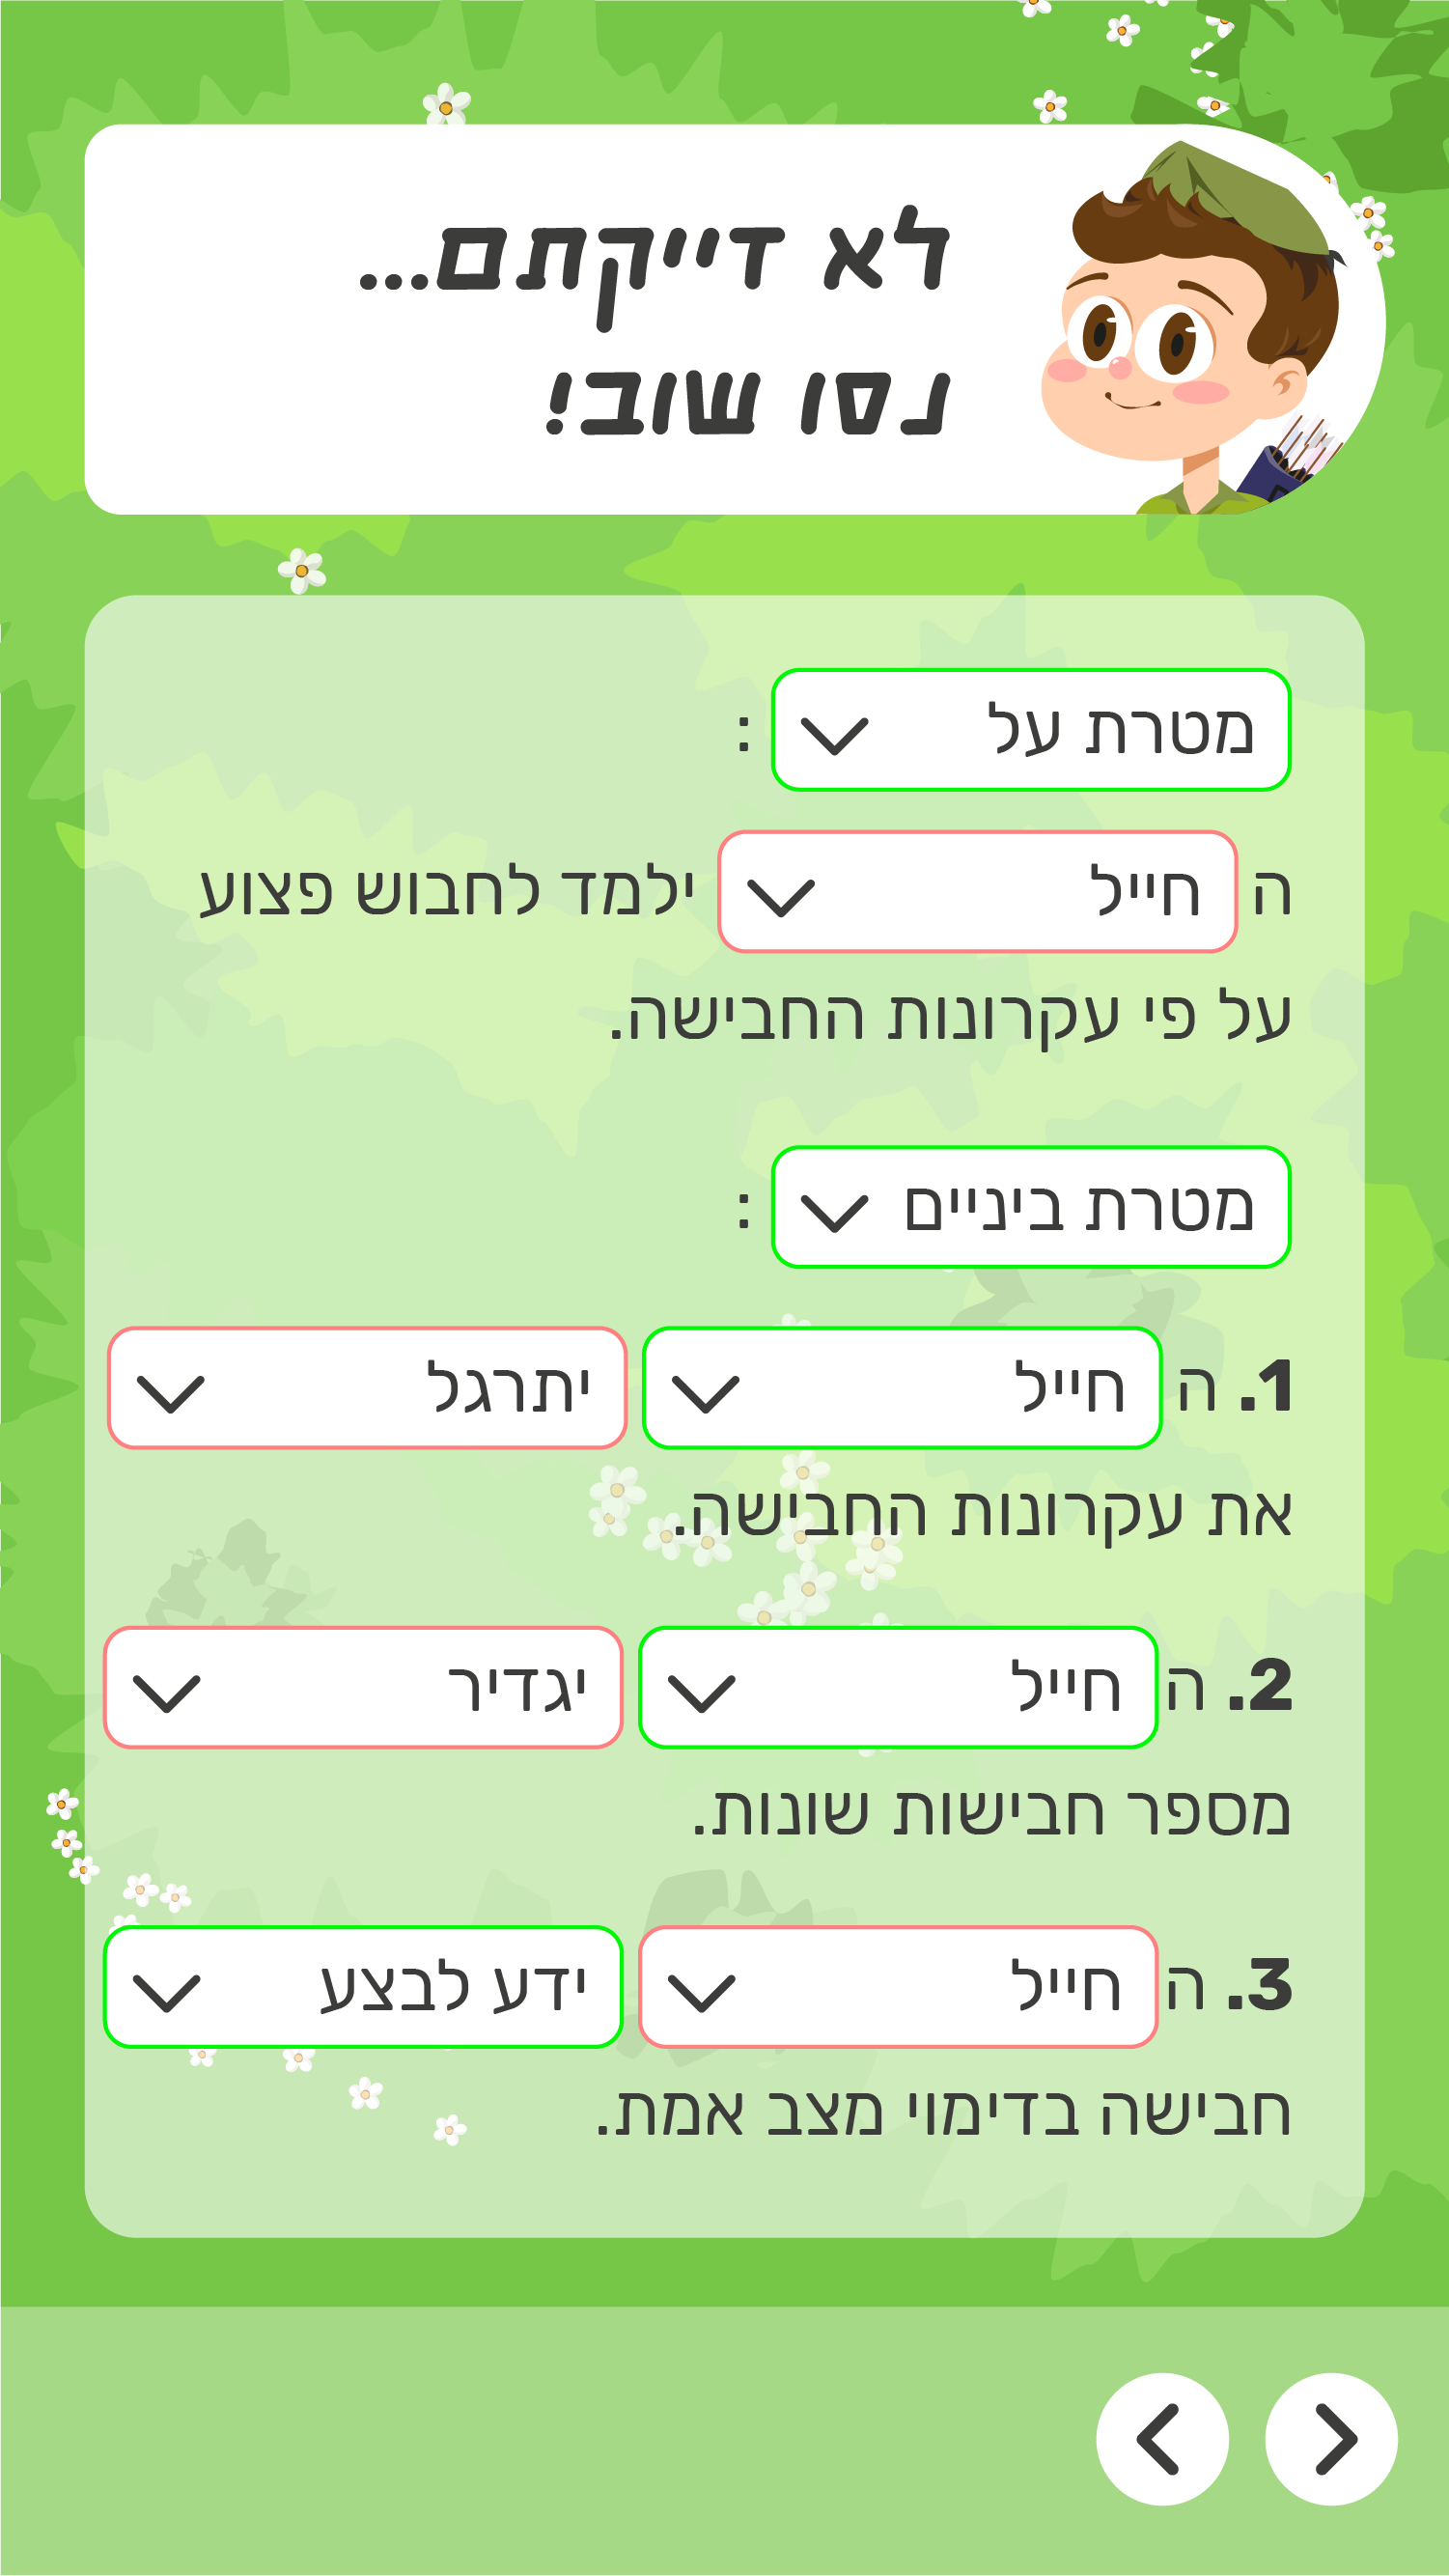 לא דייקתם...
נסו שוב!
מטרת על :
ה חייל ילמד לחבוש פצוע
על פי עקרונות החבישה.
מטרת ביניים :
1. ה חייל יתרגל
את עקרונות החבישה.
2. ה חייל יגדיר
מספר חבישות שונות.
3. ה חייל ידע לבצע
חבישה בדימוי מצב אמת.